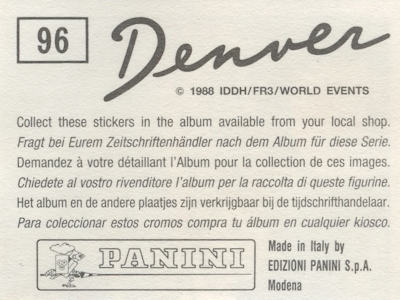 96
Denver
© 1988 IDDH/FR3/WORLD EVENTS
Collect these stickers in the album available from your local shop.
Fragt bei Eurem Zeitschriftenhändler nach dem Album für diese Serie.
Demandez à votre détaillant l'Album pour la collection de ces images.
Chiedete al vostro rivenditore l'album per la raccolta di queste figurine.
Het album en de andere plaatjes zijn verkrijgbaar bij de tijdschrifthandelaar.
Para coleccionar estos cromos compra tu álbum en cualquier kiosco.
PANINI
Made in Italy by
EDIZIONI PANINI S.p.A.
Modena